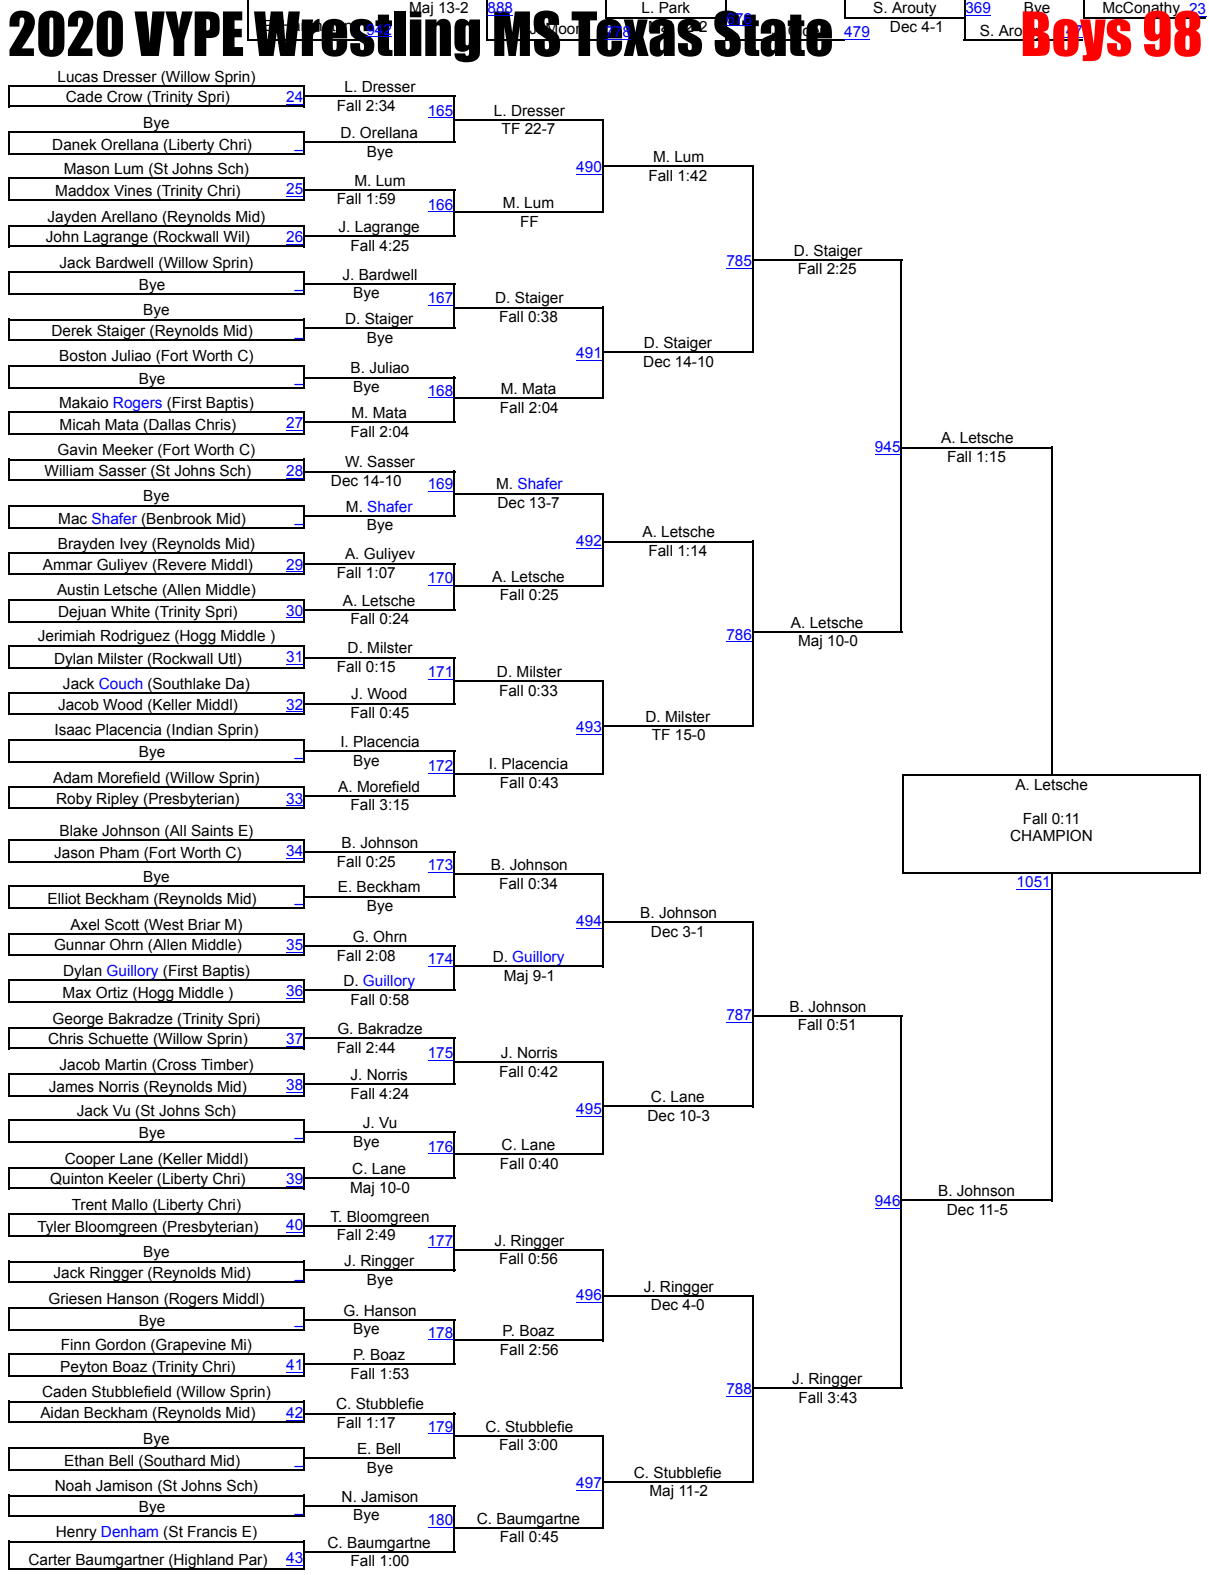 Maj 13-2 888 L. Park S. Arouty 369 Bye McConathy 23
479 Dec 4-1 S. Aro
2020 VYPE Wrestling MS Texas State Boys 98
Lucas Dresser (Willow Sprin)
Cade Crow (Trinity Spri) 24
Bye
Danek Orellana (Liberty Chri)
Mason Lum (St Johns Sch)
Maddox Vines (Trinity Chri) 25
Jayden Arellano (Reynolds Mid)
John Lagrange (Rockwall Wil) 26
Jack Bardwell (Willow Sprin)
Bye
Bye
Derek Staiger (Reynolds Mid)
Boston Juliao (Fort Worth C)
Bye
Makaio Rogers (First Baptis)
Micah Mata (Dallas Chris) 27
Gavin Meeker (Fort Worth C)
William Sasser (St Johns Sch) 28
Bye
Mac Shafer (Benbrook Mid)
Brayden Ivey (Reynolds Mid)
Ammar Guliyev (Revere Middl) 29
Austin Letsche (Allen Middle)
Dejuan White (Trinity Spri) 30
Jerimiah Rodriguez (Hogg Middle )
Dylan Milster (Rockwall Utl) 31
Jack Couch (Southlake Da)
Jacob Wood (Keller Middl) 32
Isaac Placencia (Indian Sprin)
Bye
Adam Morefield (Willow Sprin)
Roby Ripley (Presbyterian) 33
Blake Johnson (All Saints E)
Jason Pham (Fort Worth C) 34
Bye
Elliot Beckham (Reynolds Mid)
Axel Scott (West Briar M)
Gunnar Ohrn (Allen Middle) 35
Dylan Guillory (First Baptis)
Max Ortiz (Hogg Middle ) 36
George Bakradze (Trinity Spri)
Chris Schuette (Willow Sprin) 37
Jacob Martin (Cross Timber)
James Norris (Reynolds Mid) 38
Jack Vu (St Johns Sch)
Bye
Cooper Lane (Keller Middl)
Quinton Keeler (Liberty Chri) 39
Trent Mallo (Liberty Chri)
Tyler Bloomgreen (Presbyterian) 40
Bye
Jack Ringger (Reynolds Mid)
Griesen Hanson (Rogers Middl)
Bye
Finn Gordon (Grapevine Mi)
Peyton Boaz (Trinity Chri) 41
Caden Stubblefield (Willow Sprin)
Aidan Beckham (Reynolds Mid) 42
Bye
Ethan Bell (Southard Mid)
Noah Jamison (St Johns Sch)
Bye
Henry Denham (St Francis E)
Carter Baumgartner (Highland Par) 43
L. Dresser
Fall 2:34
165
D. Orellana
Bye
M. Lum
Fall 1:59
166
J. Lagrange
Fall 4:25
J. Bardwell
Bye
167
D. Staiger
Bye
B. Juliao
Bye
168
M. Mata
Fall 2:04
W. Sasser
Dec 14-10
169
M. Shafer
Bye
A. Guliyev
Fall 1:07
170
A. Letsche
Fall 0:24
D. Milster
Fall 0:15
171
J. Wood
Fall 0:45
I. Placencia
Bye
172
A. Morefield
Fall 3:15
B. Johnson
Fall 0:25
173
E. Beckham
Bye
G. Ohrn
Fall 2:08
174
D. Guillory
Fall 0:58
G. Bakradze
Fall 2:44
175
J. Norris
Fall 4:24
J. Vu
Bye
176
C. Lane
Maj 10-0
T. Bloomgreen
Fall 2:49
177
J. Ringger
Bye
G. Hanson
Bye
178
P. Boaz
Fall 1:53
C. Stubblefie
Fall 1:17
179
E. Bell
Bye
N. Jamison
Bye
180
C. Baumgartne
Fall 1:00
L. Dresser
TF 22-7
490
M. Lum
FF
D. Staiger
Fall 0:38
491
M. Mata
Fall 2:04
M. Shafer
Dec 13-7
492
A. Letsche
Fall 0:25
D. Milster
Fall 0:33
493
I. Placencia
Fall 0:43
B. Johnson
Fall 0:34
494
D. Guillory
Maj 9-1
J. Norris
Fall 0:42
495
C. Lane
Fall 0:40
J. Ringger
Fall 0:56
496
P. Boaz
Fall 2:56
C. Stubblefie
Fall 3:00
497
C. Baumgartne
Fall 0:45
M. Lum
Fall 1:42
785
D. Staiger
Dec 14-10
A. Letsche
Fall 1:14
786
D. Milster
TF 15-0
B. Johnson
Dec 3-1
787
C. Lane
Dec 10-3
J. Ringger
Dec 4-0
788
C. Stubblefie
Maj 11-2
D. Staiger
Fall 2:25
945
A. Letsche
Maj 10-0
B. Johnson
Fall 0:51
946
J. Ringger
Fall 3:43
A. Letsche
Fall 1:15
B. Johnson
Dec 11-5
A. Letsche
Fall 0:11
CHAMPION
1051